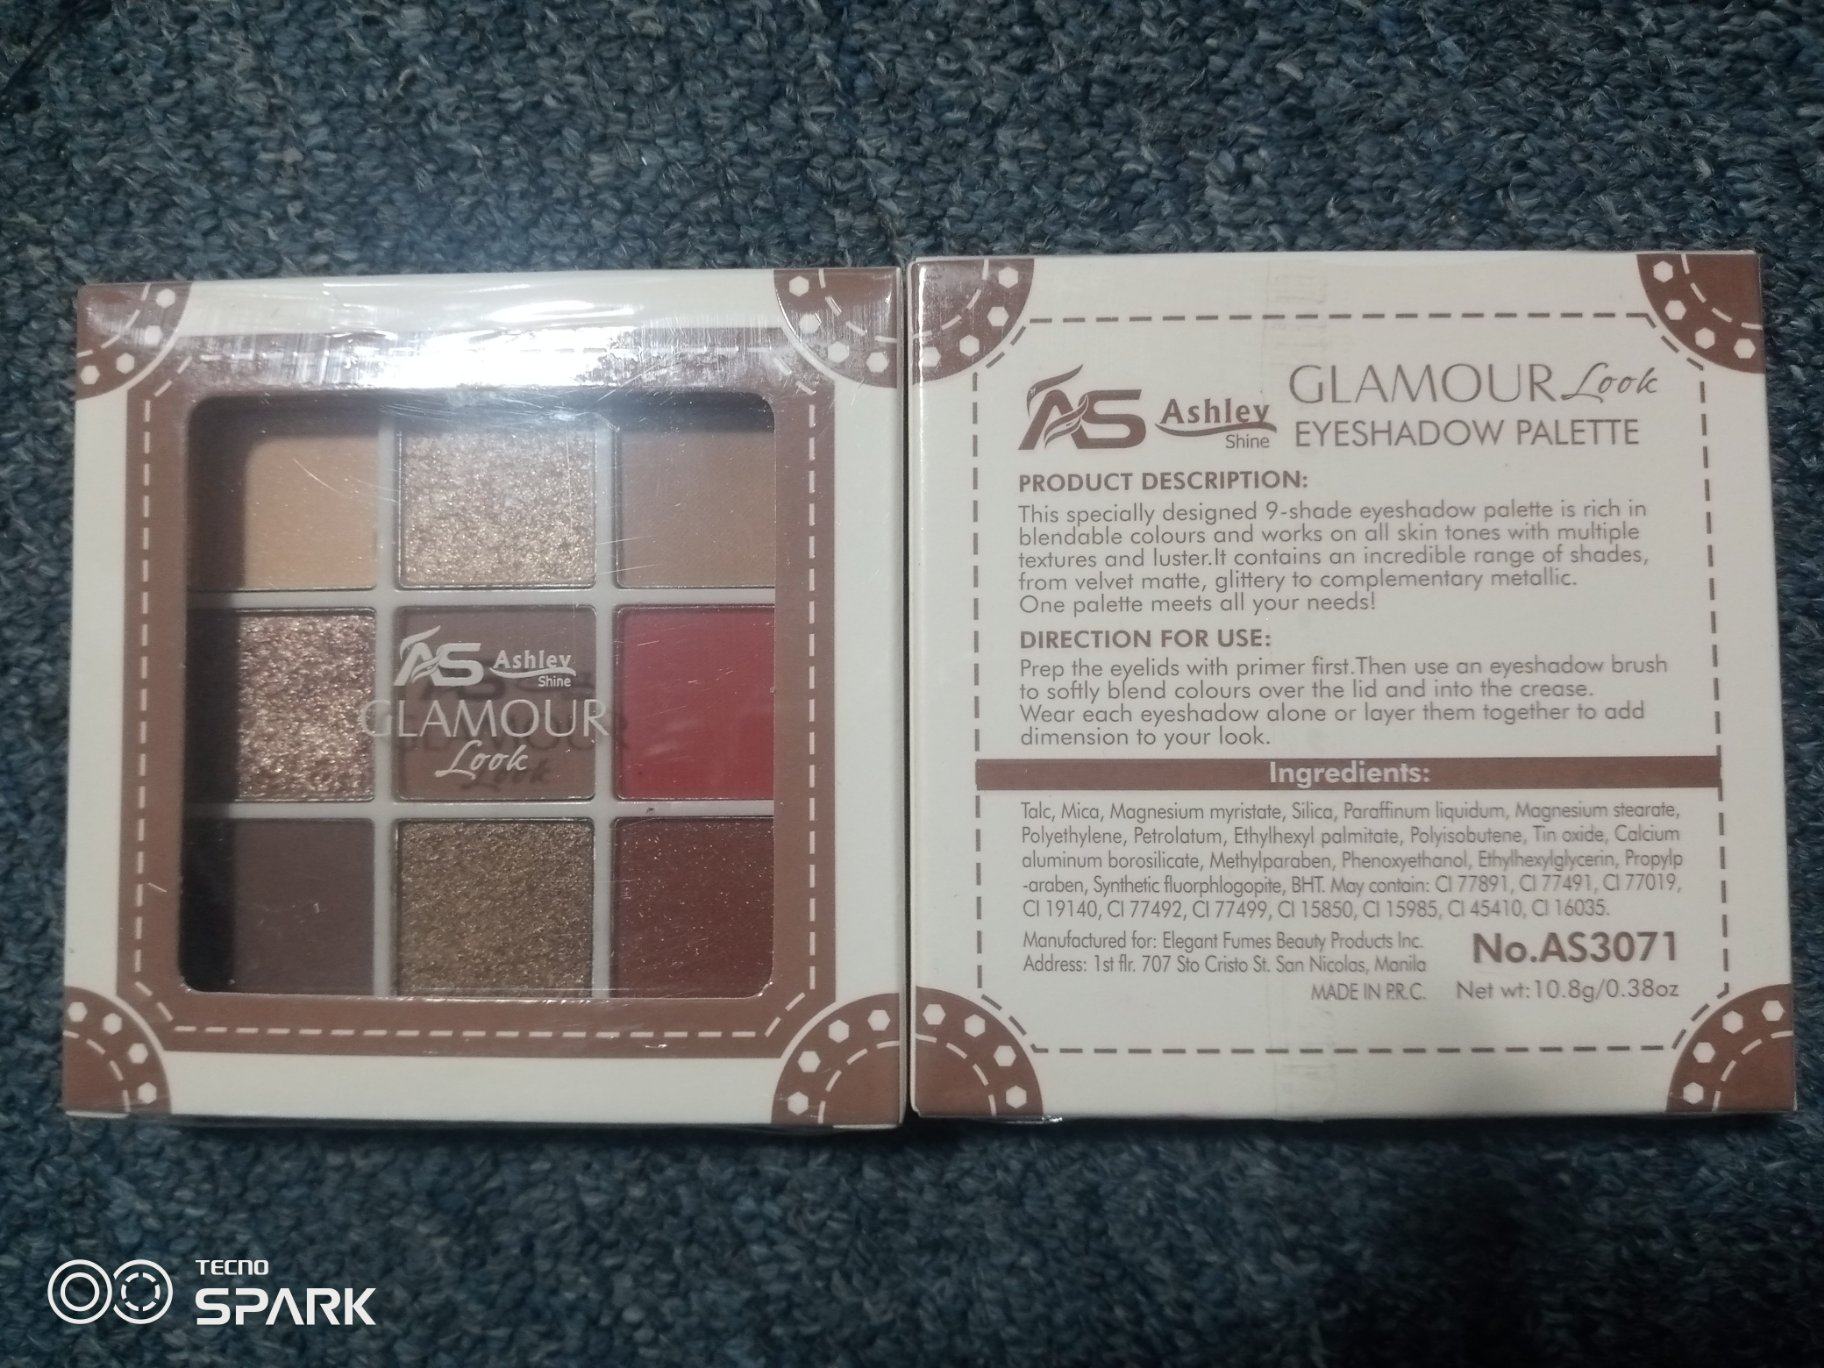 AS Ashley
Shine
GLAMOUR
Look
AS Ashley
Shine
GLAMOUR Look
EYESHADOW PALETTE
PRODUCT DESCRIPTION:
This specially designed 9-shade eyeshadow palette is rich in
blendable colours and works on all skin tones with multiple
textures and luster.It contains an incredible range of shades,
from velvet matte, glittery to complementary metallic.
One palette meets all your needs!
DIRECTION FOR USE:
Prep the eyelids with primer first.Then use an eyeshadow brush
to softly blend colours over the lid and into the crease.
Wear each eyeshadow alone or layer them together to add
dimension to your look.
Ingredients:
Talc, Mica, Magnesium myristate, Silica, Paraffinum liquidum, Magnesium stearate,
Polyethylene, Petrolatum, Ethylhexyl palmitate, Polyisobutene, Tin oxide, Calcium
aluminum borosilicate, Methylparaben, Phenoxyethanol, Ethylhexylglycerin, Propylp
-araben, Synthetic fluorphlogopite, BHT. May contain: CI 77891, CI 77491, CI 77019,
CI 19140, CI 77492, CI 77499, CI 15850, CI 15985, CI 45410, CI 16035.
Manufactured for: Elegant Fumes Beauty Products Inc.
Address: 1st flr. 707 Sto Cristo St. San Nicolas, Manila
No.AS3071
MADE IN P.R.C.
Net wt:10.8g/0.38oz
TECNO
SPARK